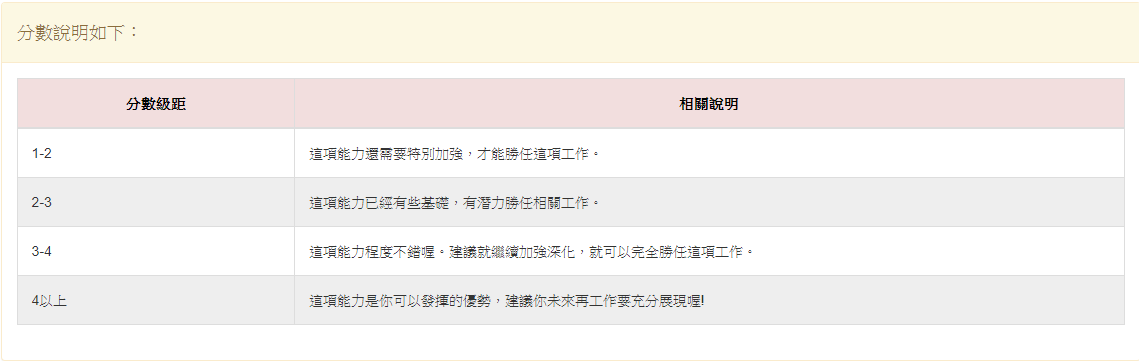 分數說明如下：
分數級距 相關說明
1-2 這項能力還需要特別加強，才能勝任這項工作。
2-3 這項能力已經有些基礎，有潛力勝任相關工作。
3-4 這項能力程度不錯喔。建議就繼續加強深化，就可以完全勝任這項工作。
4以上 這項能力是你可以發揮的優勢，建議你未來再工作要充分展現喔!